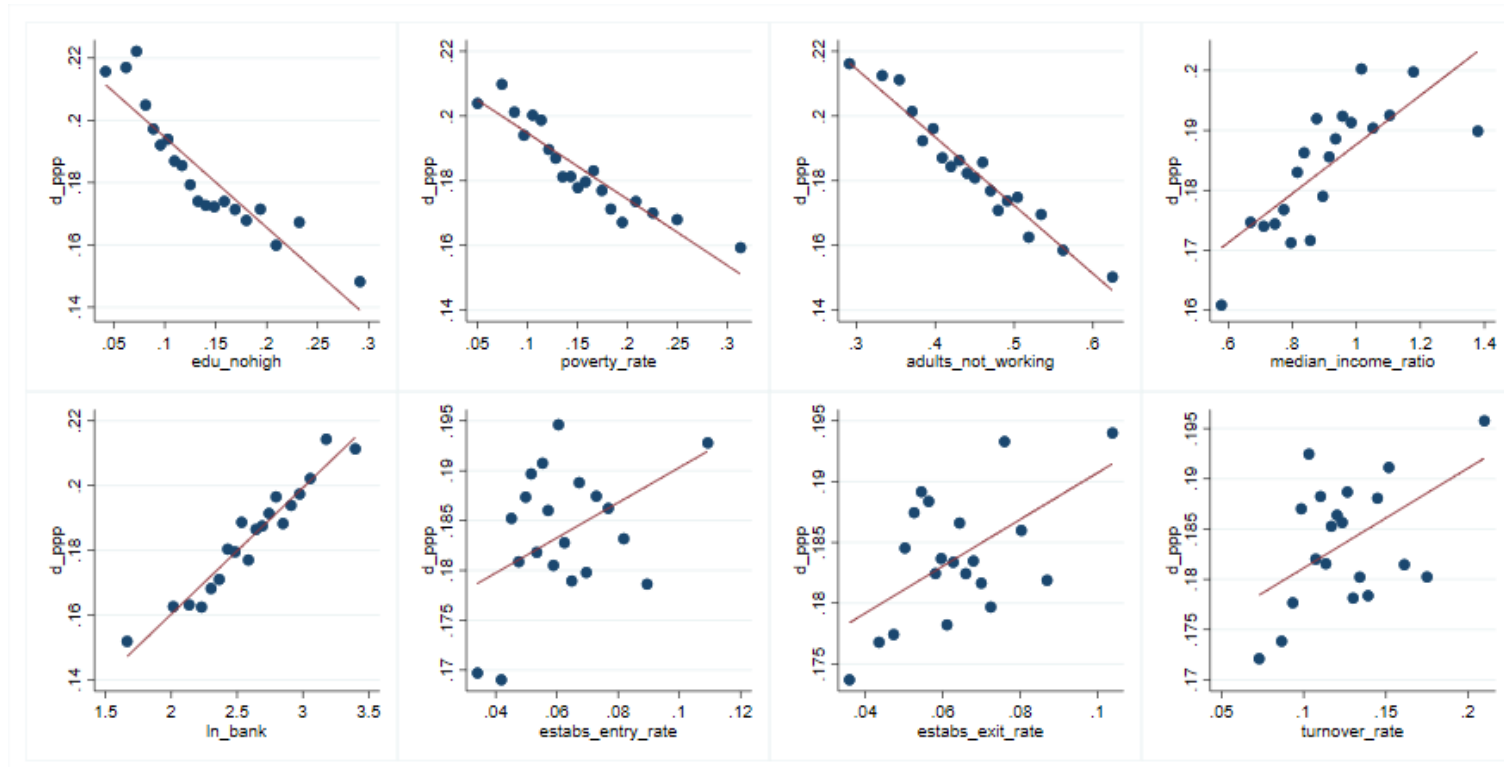 d_ppp
.22
.2
.18
.16
.14
.05 .1 .15 .2 .25 .3
edu_nohigh
d_ppp
.22
.2
.18
.16
.14
.05 .1 .15 .2 .25 .3
poverty_rate
d_ppp
.22
.2
.18
.16
.14
.3 .4 .5 .6
adults_not_working
d_ppp
.2
.19
.18
.17
.16
.6 .8 1 1.2 1.4
median_income_ratio
d_ppp
.22
.2
.18
.16
.14
1.5 2 2.5 3 3.5
ln_bank
d_ppp
.195
.19
.185
.18
.175
.17
.04 .06 .08 .1 .12
estabs_entry_rate
d_ppp
.195
.19
.185
.18
.175
.04 .06 .08 .1
estabs_exit_rate
d_ppp
.195
.19
.185
.18
.175
.17
.05 .1 .15 .2
turnover_rate